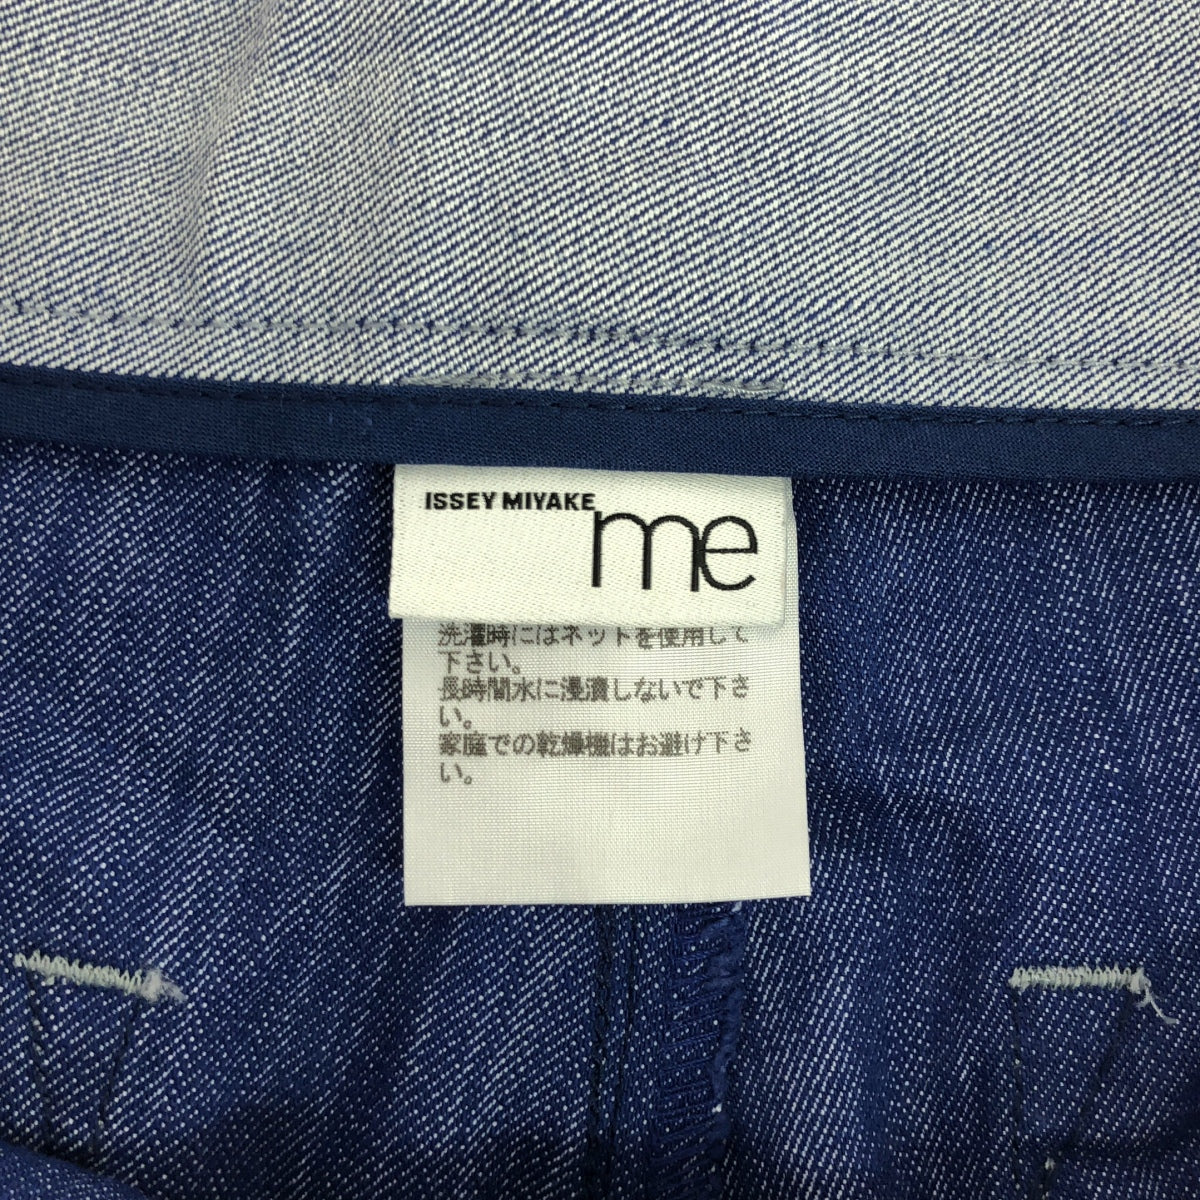 ISSEY MIYAKE
me
洗濯時にはネットを使用して
下さい。
長時間水に浸漬しないで下さ
い。
家庭での乾燥機はお避け下さ
い。